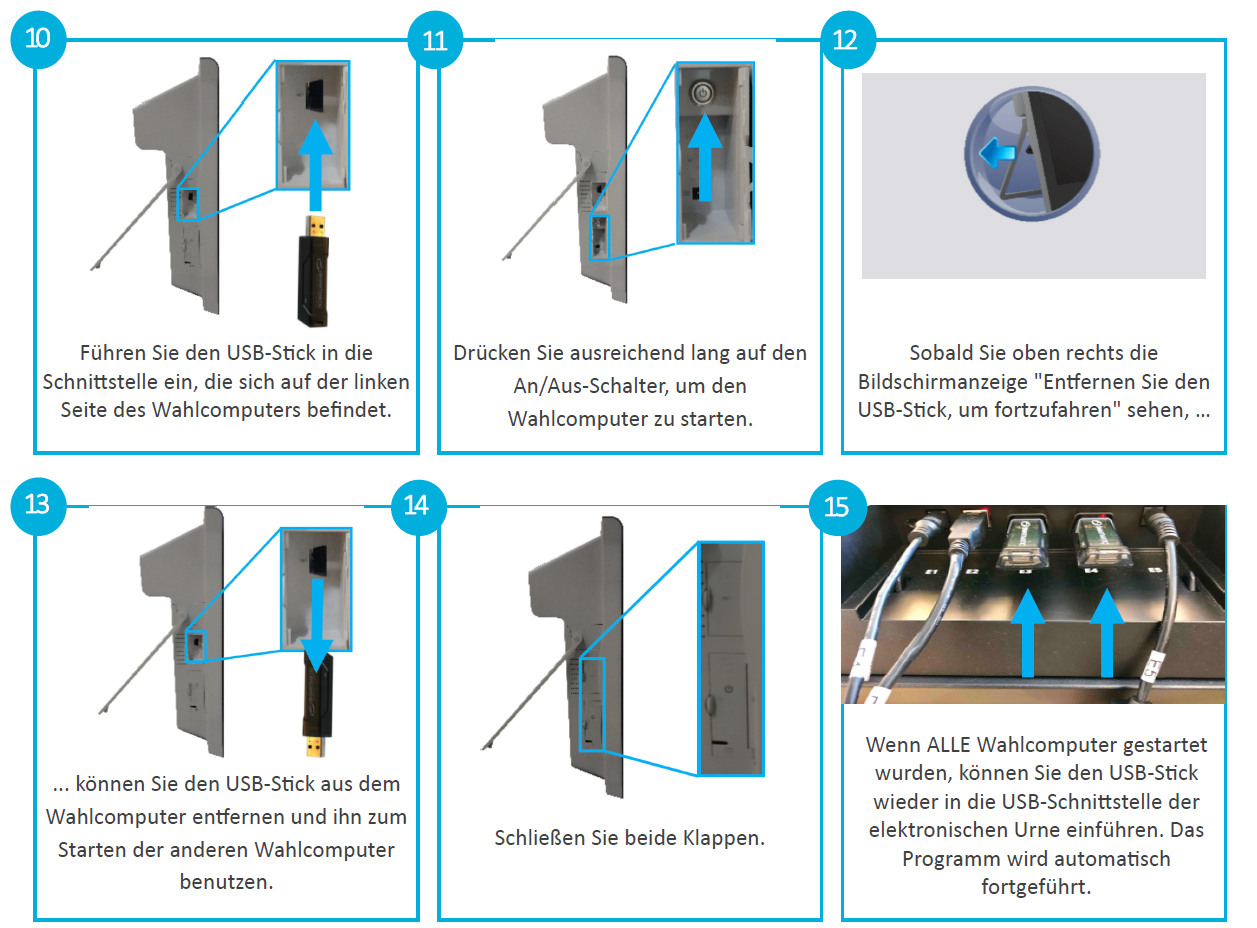 10
Führen Sie den USB-Stick in die
Schnittstelle ein, die sich auf der linken
Seite des Wahlcomputers befindet.
11
Drücken Sie ausreichend lang auf den
An/Aus-Schalter, um den
Wahlcomputer zu starten.
12
Sobald Sie oben rechts die
Bildschirmanzeige "Entfernen Sie den
USB-Stick, um fortzufahren" sehen, ...
13
... können Sie den USB-Stick aus dem
Wahlcomputer entfernen und ihn zum
Starten der anderen Wahlcomputer
benutzen.
14
Schließen Sie beide Klappen.
15
E1 E2 E3 E4 E5
E5
Wenn ALLE Wahlcomputer gestartet
wurden, können Sie den USB-Stick
wieder in die USB-Schnittstelle der
elektronischen Urne einführen. Das
Programm wird automatisch
fortgeführt.